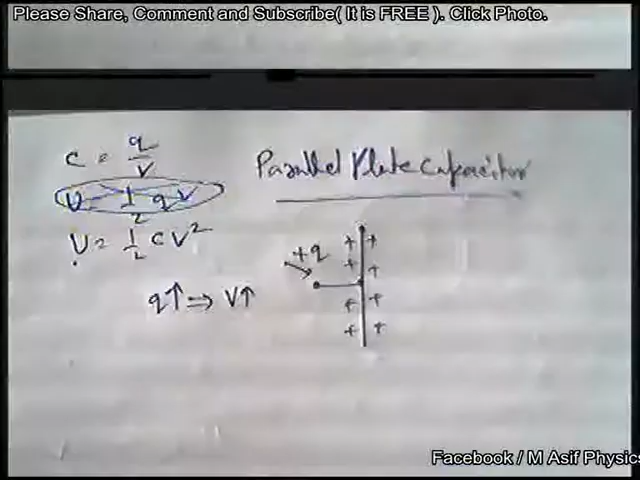 Please Share, Comment and Subscribe( It is FREE ). Click Photo.
Parallel Plate Capacitor
C = q/V
U = 1/2 qV
U = 1/2 CV²
+q
q↑ ⇒ V↑
+ +
+ +
+ +
+ +
Facebook / M Asif Physics